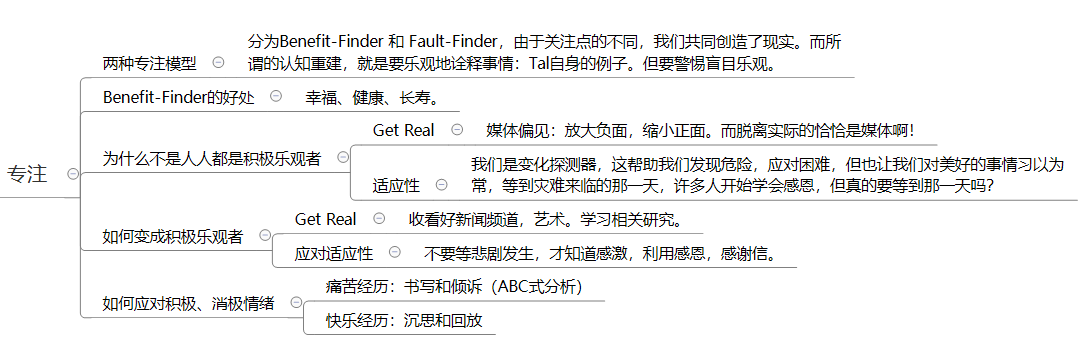 专注
两种专注模型
分为Benefit-Finder 和 Fault-Finder，由于关注点的不同，我们共同创造了现实。而所
谓的认知重建，就是要乐观地诠释事情：Tal自身的例子。但要警惕盲目乐观。
Benefit-Finder的好处
幸福、健康、长寿。
为什么不是人人都是积极乐观者
Get Real
媒体偏见：放大负面，缩小正面。而脱离实际的恰恰是媒体啊！
适应性
我们是变化探测器，这帮助我们发现危险，应对困难，但也让我们对美好的事情习以为
常，等到灾难来临的那一天，许多人开始学会感恩，但真的要等到那一天吗？
如何变成积极乐观者
Get Real
收看好新闻频道，艺术。学习相关研究。
应对适应性
不要等悲剧发生，才知道感激，利用感恩，感谢信。
如何应对积极、消极情绪
痛苦经历：书写和倾诉（ABC式分析）
快乐经历：沉思和回放